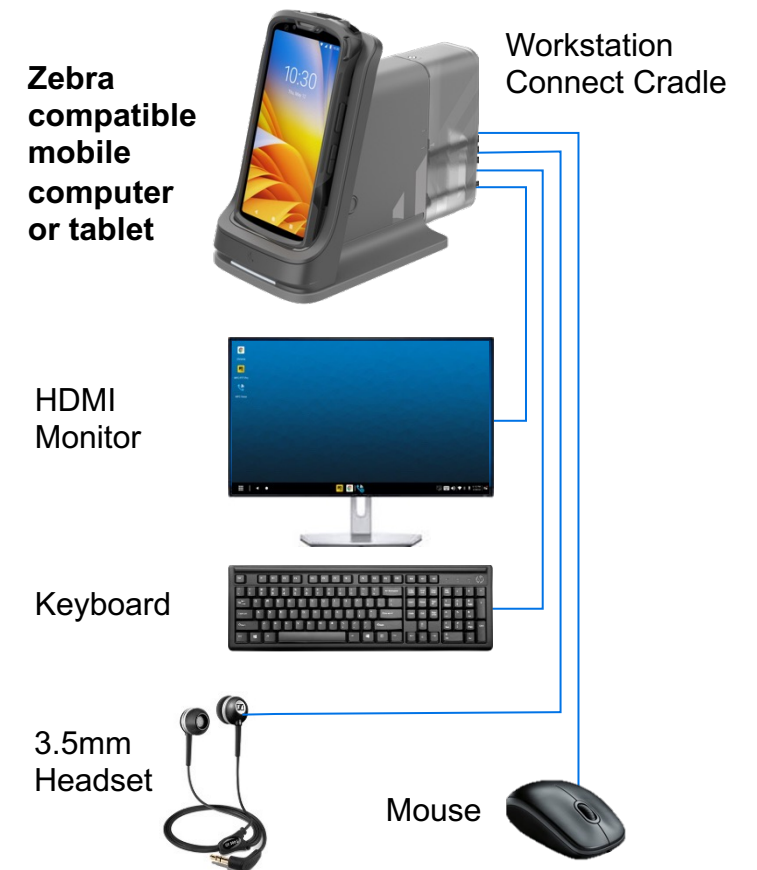 Workstation
Connect Cradle
Zebra
compatible
mobile
computer
or tablet
10:30
HDMI
Monitor
Keyboard
3.5mm
Headset
Mouse